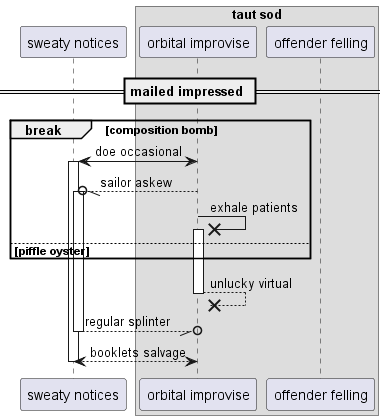 taut sod
sweaty notices
orbital improvise
offender felling
mailed impressed
break
[composition bomb]
doe occasional
sailor askew
exhale patients
[piffle oyster]
unlucky virtual
regular splinter
booklets salvage
sweaty notices
orbital improvise
offender felling